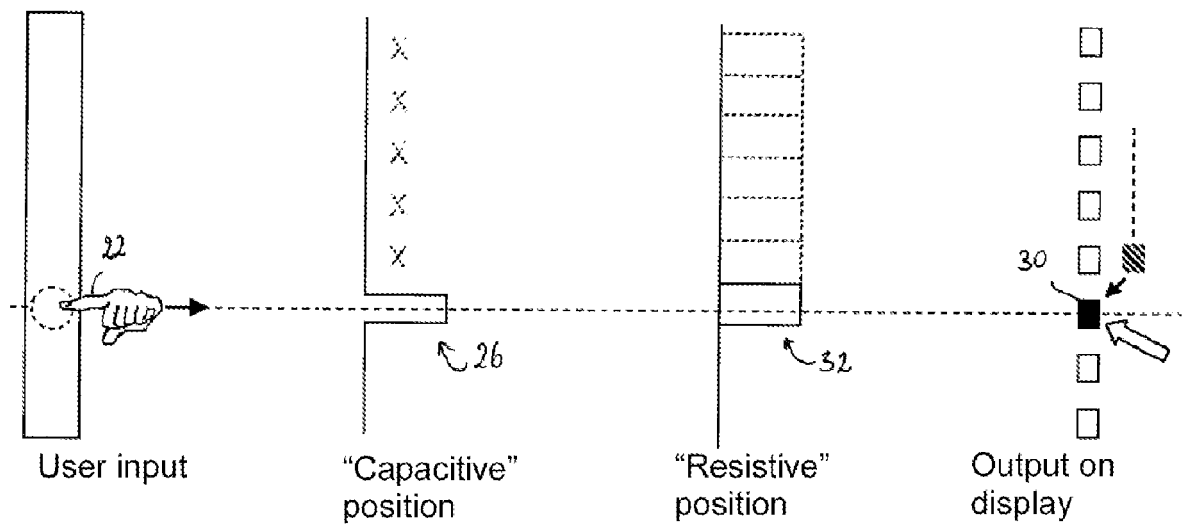 X
X
X
X
X
22
30
26
32
User input
“Capacitive”
position
“Resistive”
position
Output on
display